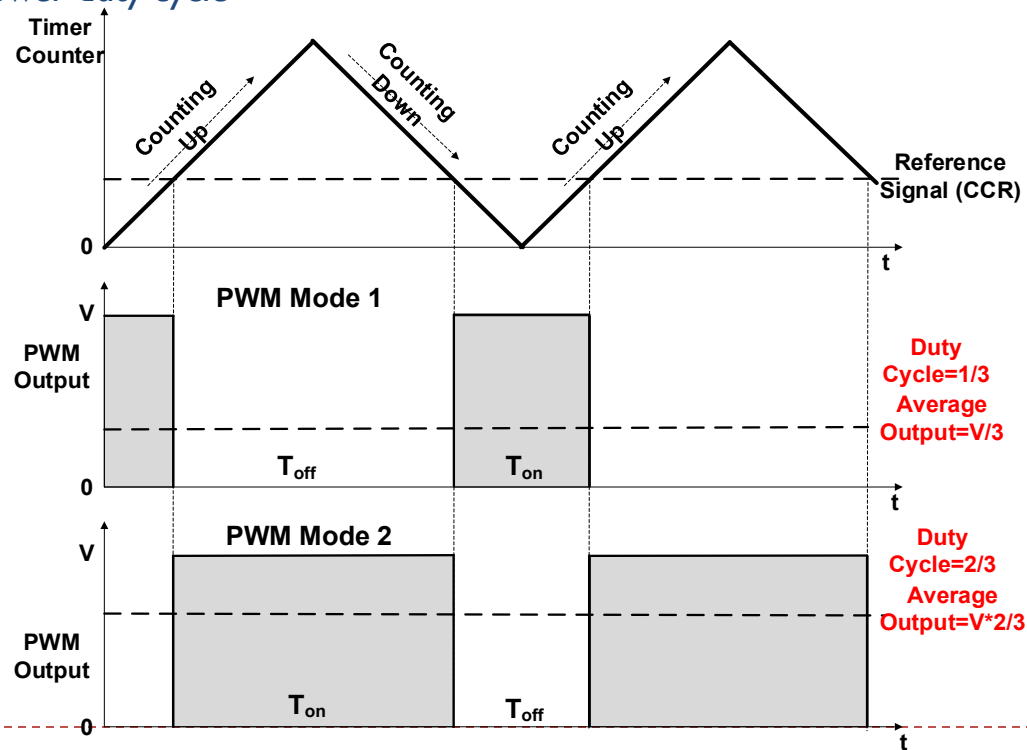 Duty Cycle
Timer
Counter
Counting
Up
Counting
Down
Counting
Up
Reference
Signal (CCR)
0
t
PWM Mode 1
V
PWM
Output
Duty
Cycle=1/3
Average
Output=V/3
Toff
Ton
0
t
PWM Mode 2
V
Duty
Cycle=2/3
Average
Output=V*2/3
PWM
Output
Ton
Toff
0
t